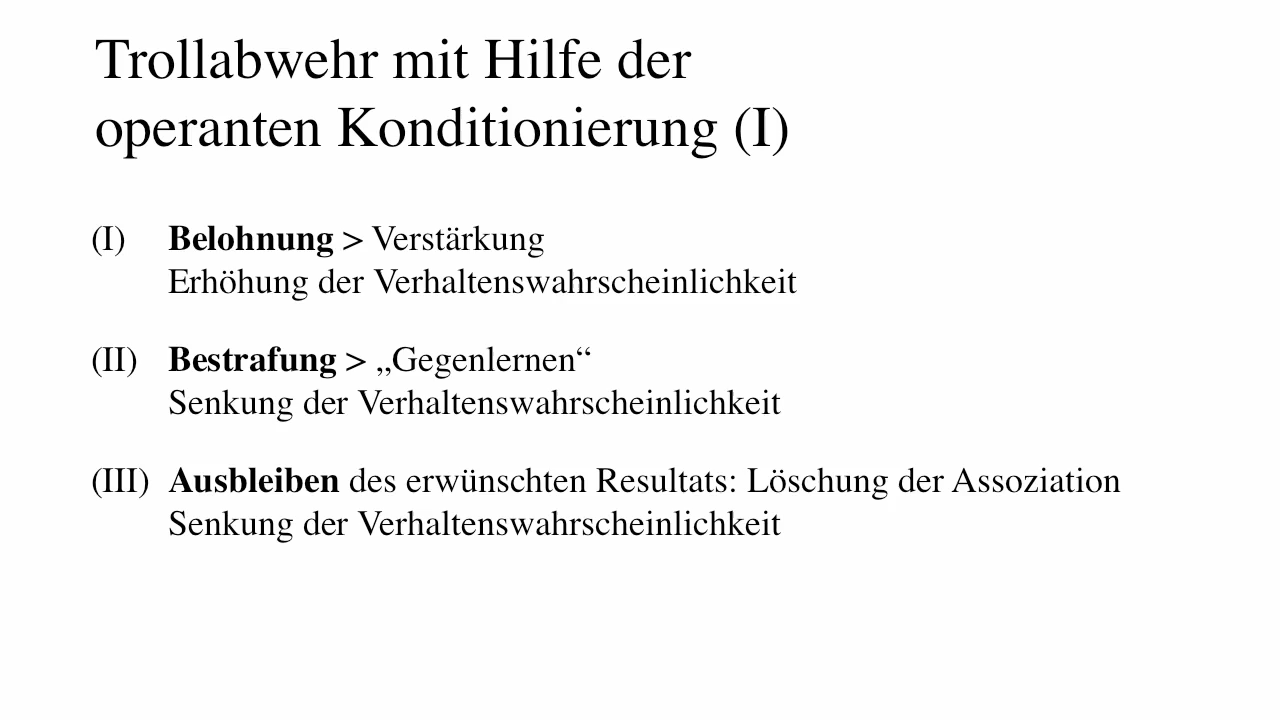 Trollabwehr mit Hilfe der
operanten Konditionierung (I)
(I) Belohnung > Verstärkung
Erhöhung der Verhaltenswahrscheinlichkeit
(II) Bestrafung > „Gegenlernen“
Senkung der Verhaltenswahrscheinlichkeit
(III) Ausbleiben des erwünschten Resultats: Löschung der Assoziation
Senkung der Verhaltenswahrscheinlichkeit